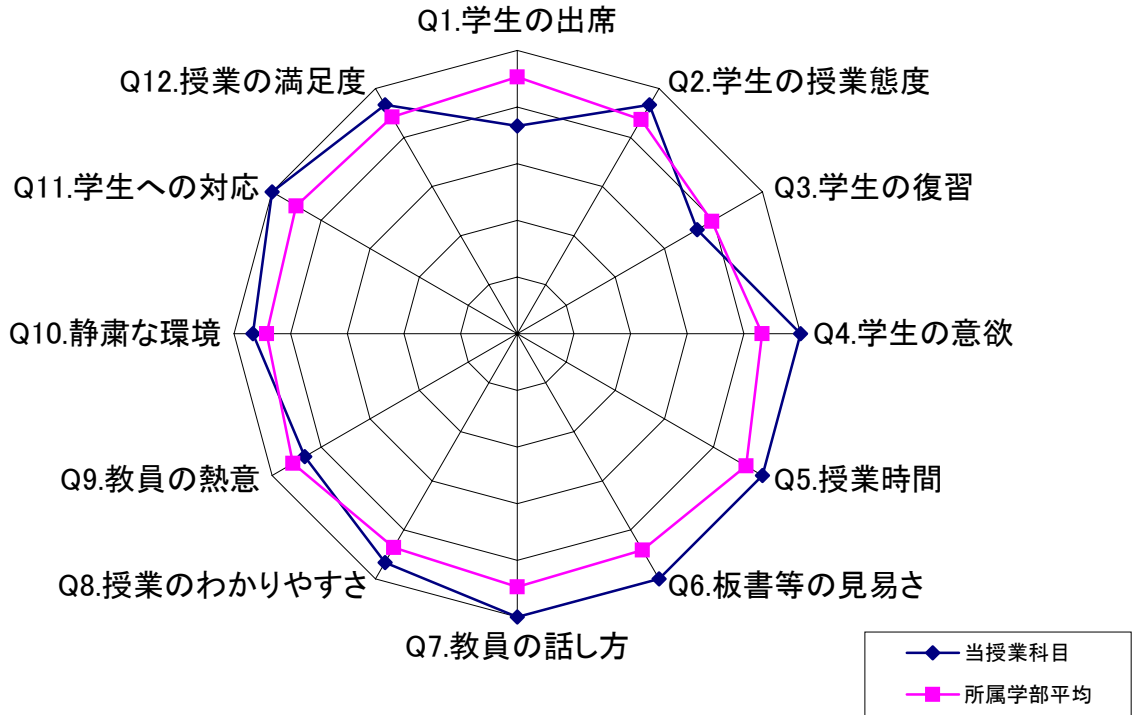 Q1.学生の出席
Q2.学生の授業態度
Q3.学生の復習
Q4.学生の意欲
Q5.授業時間
Q6.板書等の見易さ
Q7.教員の話し方
Q8.授業のわかりやすさ
Q9.教員の熱意
Q10.静粛な環境
Q11.学生への対応
Q12.授業の満足度
当授業科目
所属学部平均